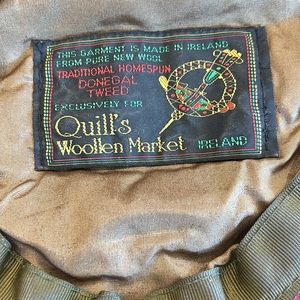 THIS GARMENT IS MADE IN IRELAND
FROM PURE NEW WOOL
TRADITIONAL HOMESPUN
DONEGAL
TWEED
EXCLUSIVELY FOR
Quill's
Woollen Market IRELAND